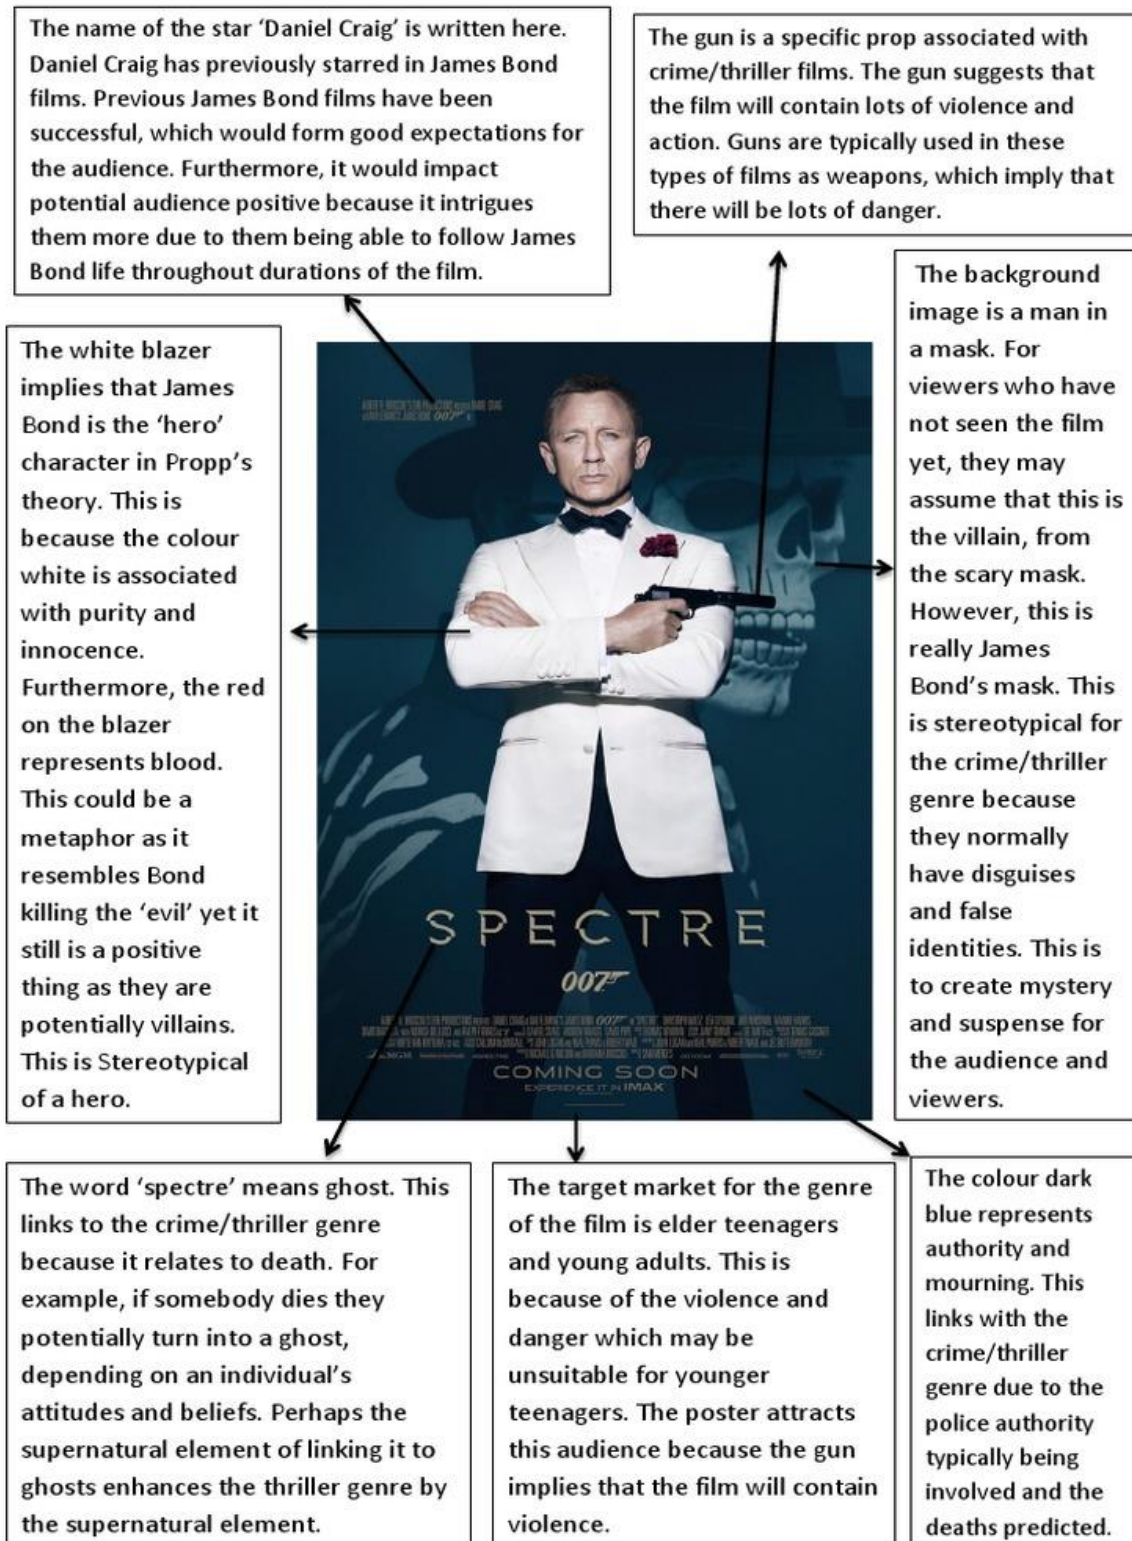 The name of the star ‘Daniel Craig’ is written here.
Daniel Craig has previously starred in James Bond
films. Previous James Bond films have been
successful, which would form good expectations for
the audience. Furthermore, it would impact
potential audience positive because it intrigues
them more due to them being able to follow James
Bond life throughout durations of the film.
The gun is a specific prop associated with
crime/thriller films. The gun suggests that
the film will contain lots of violence and
action. Guns are typically used in these
types of films as weapons, which imply that
there will be lots of danger.
The white blazer
implies that James
Bond is the ‘hero’
character in Propp’s
theory. This is
because the colour
white is associated
with purity and
innocence.
Furthermore, the red
on the blazer
represents blood.
This could be a
metaphor as it
resembles Bond
killing the ‘evil’ yet it
still is a positive
thing as they are
potentially villains.
This is Stereotypical
of a hero.
007
SPECTRE
007
COMING SOON
EXPERIENCE IT IN IMAX
The background
image is a man in
a mask. For
viewers who have
not seen the film
yet, they may
assume that this is
the villain, from
the scary mask.
However, this is
really James
Bond’s mask. This
is stereotypical for
the crime/thriller
genre because
they normally
have disguises
and false
identities. This is
to create mystery
and suspense for
the audience and
viewers.
The word ‘spectre’ means ghost. This
links to the crime/thriller genre
because it relates to death. For
example, if somebody dies they
potentially turn into a ghost,
depending on an individual’s
attitudes and beliefs. Perhaps the
supernatural element of linking it to
ghosts enhances the thriller genre by
the supernatural element.
The target market for the genre
of the film is elder teenagers
and young adults. This is
because of the violence and
danger which may be
unsuitable for younger
teenagers. The poster attracts
this audience because the gun
implies that the film will contain
violence.
The colour dark
blue represents
authority and
mourning. This
links with the
crime/thriller
genre due to the
police authority
typically being
involved and the
deaths predicted.